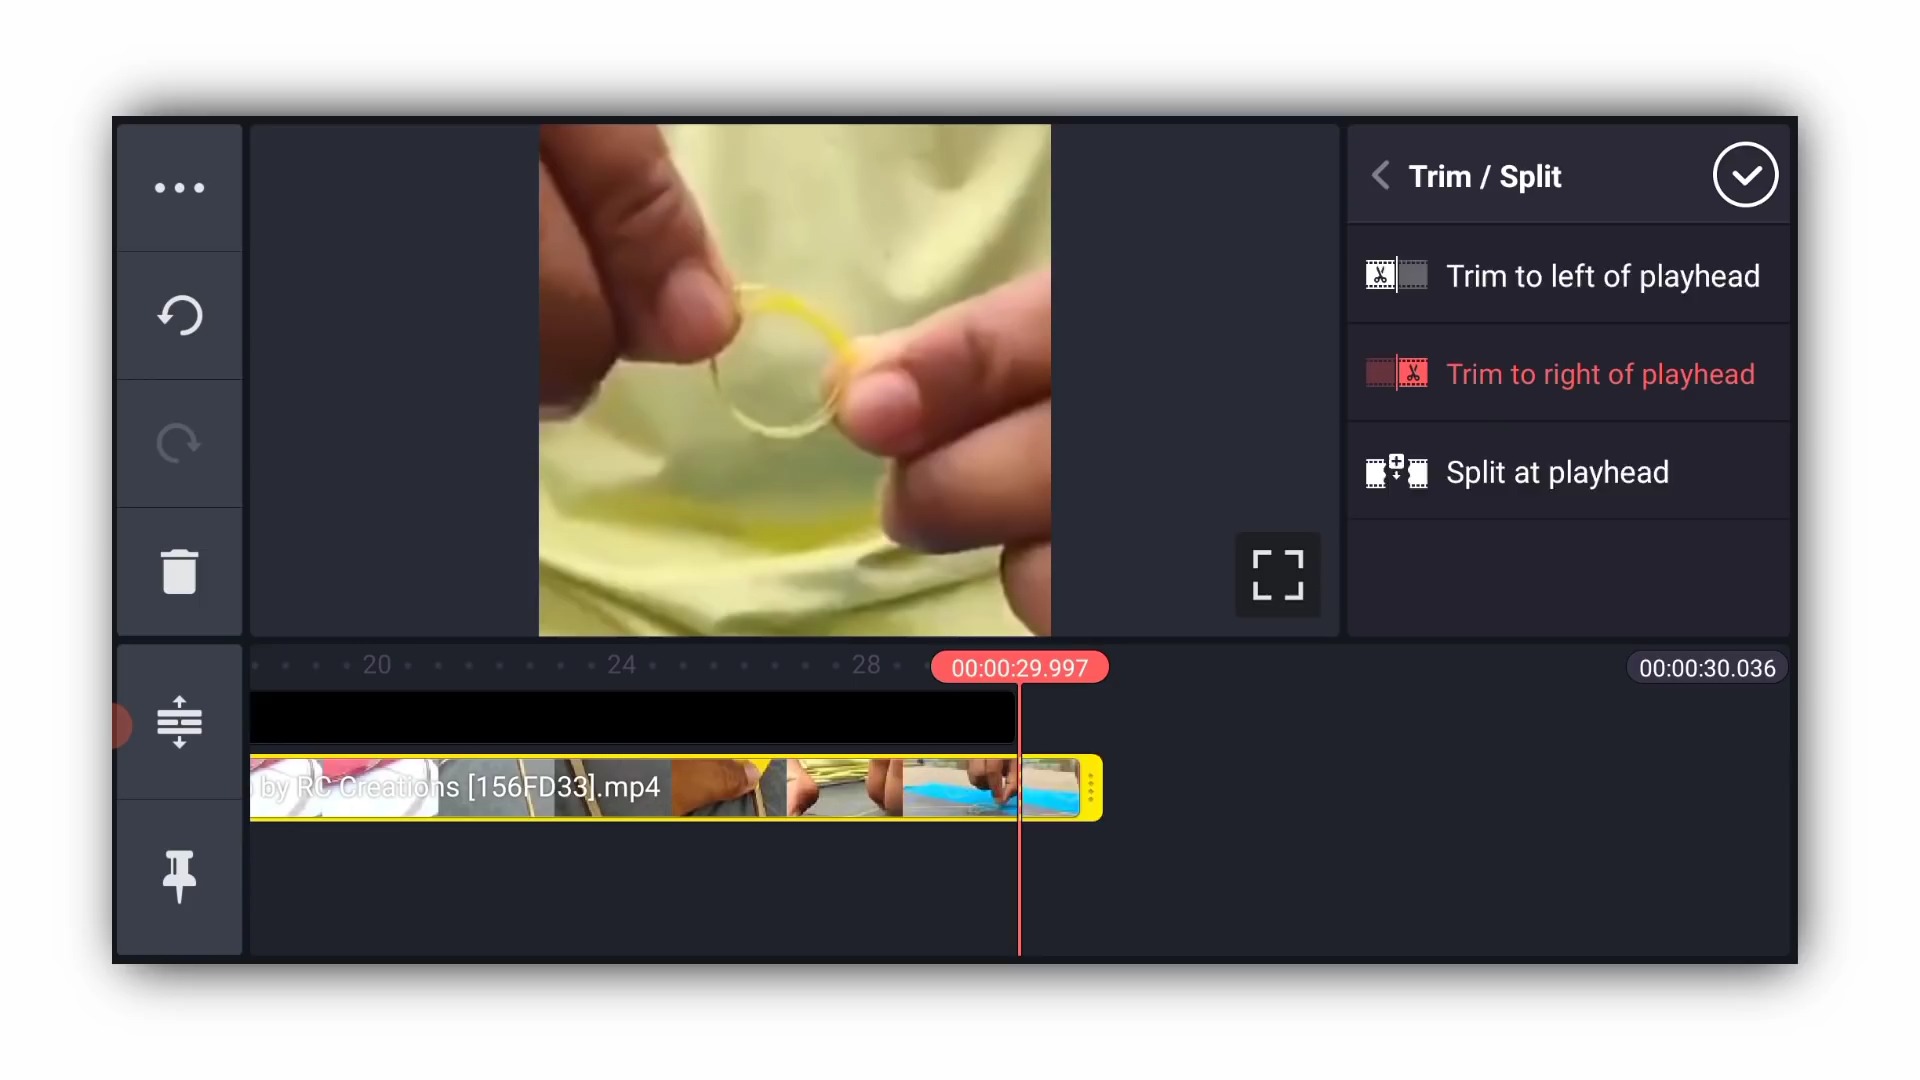 Trim / Split
Trim to left of playhead
Trim to right of playhead
Split at playhead
20
24
28
00:00:29.997
00:00:30.036
by RC Creations [156FD33].mp4